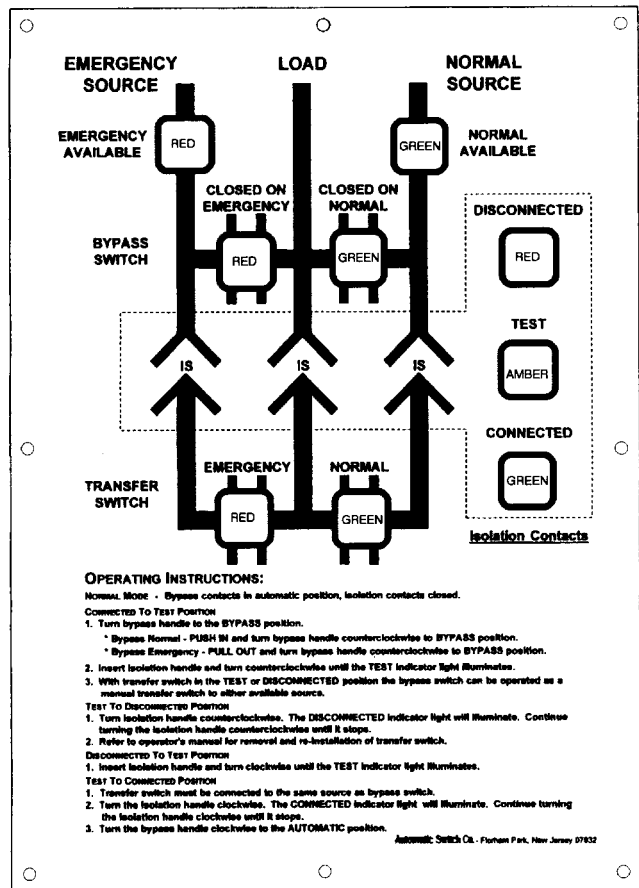 EMERGENCY SOURCE
LOAD
NORMAL SOURCE
EMERGENCY AVAILABLE
RED
GREEN
NORMAL AVAILABLE
CLOSED ON EMERGENCY
CLOSED ON NORMAL
DISCONNECTED
BYPASS SWITCH
RED
GREEN
RED
TEST
IS
IS
IS
AMBER
CONNECTED
EMERGENCY
NORMAL
TRANSFER SWITCH
RED
GREEN
GREEN
Isolation Contacts
OPERATING INSTRUCTIONS:
NORMAL MODE - Bypass contacts in automatic position, isolation contacts closed.
CONNECTED TO TEST POSITION
1. Turn bypass handle to the BYPASS position.
* Bypass Normal - PUSH IN and turn bypass handle counterclockwise to BYPASS position.
* Bypass Emergency - PULL OUT and turn bypass handle counterclockwise to BYPASS position.
2. Insert isolation handle and turn counterclockwise until the TEST indicator light illuminates.
3. With transfer switch in the TEST or DISCONNECTED position the bypass switch can be operated as a
manual transfer switch to either available source.
TEST TO DISCONNECTED POSITION
1. Turn isolation handle counterclockwise. The DISCONNECTED indicator light will illuminate. Continue
turning the isolation handle counterclockwise until it stops.
2. Refer to operator's manual for removal and re-installation of transfer switch.
DISCONNECTED TO TEST POSITION
1. Insert isolation handle and turn clockwise until the TEST indicator light illuminates.
TEST TO CONNECTED POSITION
1. Transfer switch must be connected to the same source as bypass switch.
2. Turn the isolation handle clockwise. The CONNECTED indicator light will illuminate. Continue turning
the isolation handle clockwise until it stops.
3. Turn the bypass handle clockwise to the AUTOMATIC position.
Automatic Switch Co. - Florham Park, New Jersey 07932